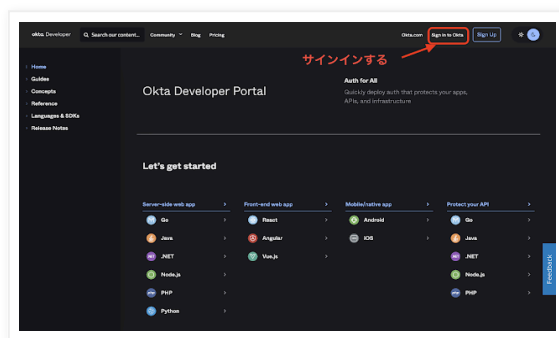 okta Developer Search our content... Community Blog Pricing Okta.com Sign in to Okta Sign Up
サインインする
Home
Guides
Concepts
Reference
Languages & SDKs
Release Notes
Okta Developer Portal
Auth for All
Quickly deploy auth that protects your apps,
APIs, and infrastructure
Let's get started
Server-side web app Front-end web app Mobile/native app Protect your API
Go React Android Go
Java Angular iOS Java
.NET Vue.js .NET
Node.js Node.js
PHP PHP
Python
Feedback